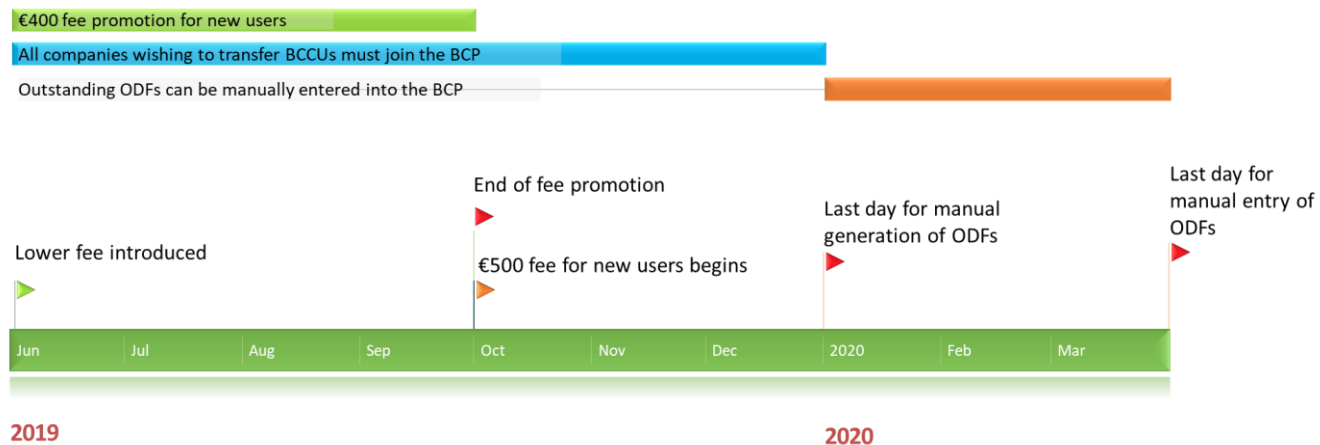 €400 fee promotion for new users
All companies wishing to transfer BCCUs must join the BCP
Outstanding ODFs can be manually entered into the BCP
Last day for
manual entry of
ODFs
End of fee promotion
Last day for manual
generation of ODFs
Lower fee introduced
€500 fee for new users begins
Jun Jul Aug Sep Oct Nov Dec 2020 Feb Mar
2019 2020